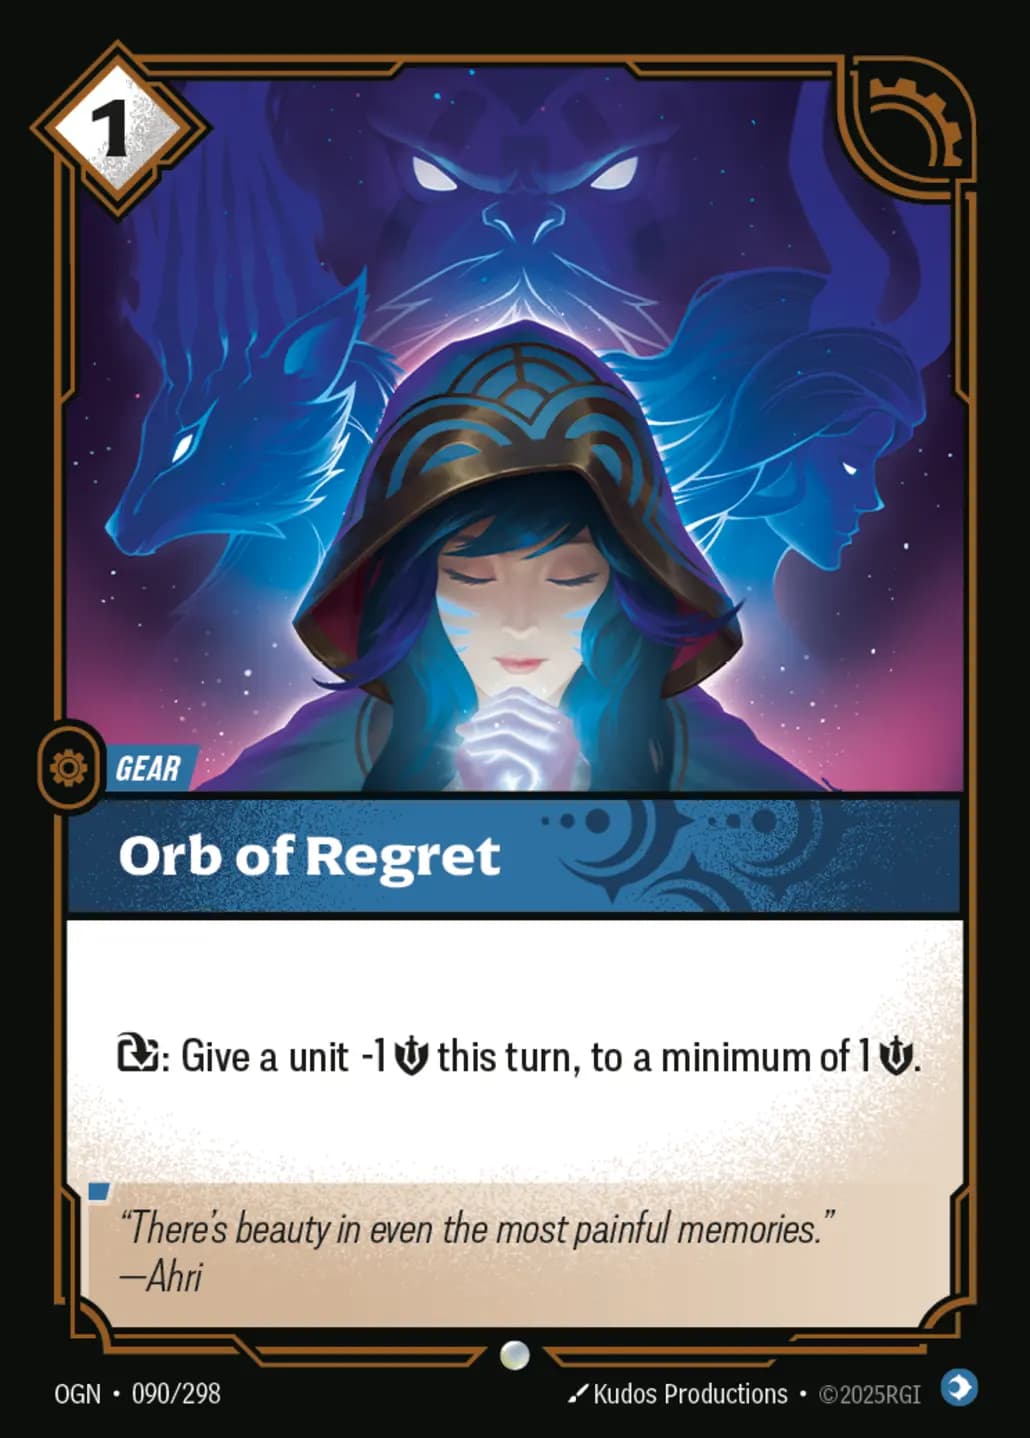 1
GEAR
Orb of Regret
: Give a unit -1 this turn, to a minimum of 1 .
“There’s beauty in even the most painful memories.”
—Ahri
OGN • 090/298
Kudos Productions • ©2025RGI